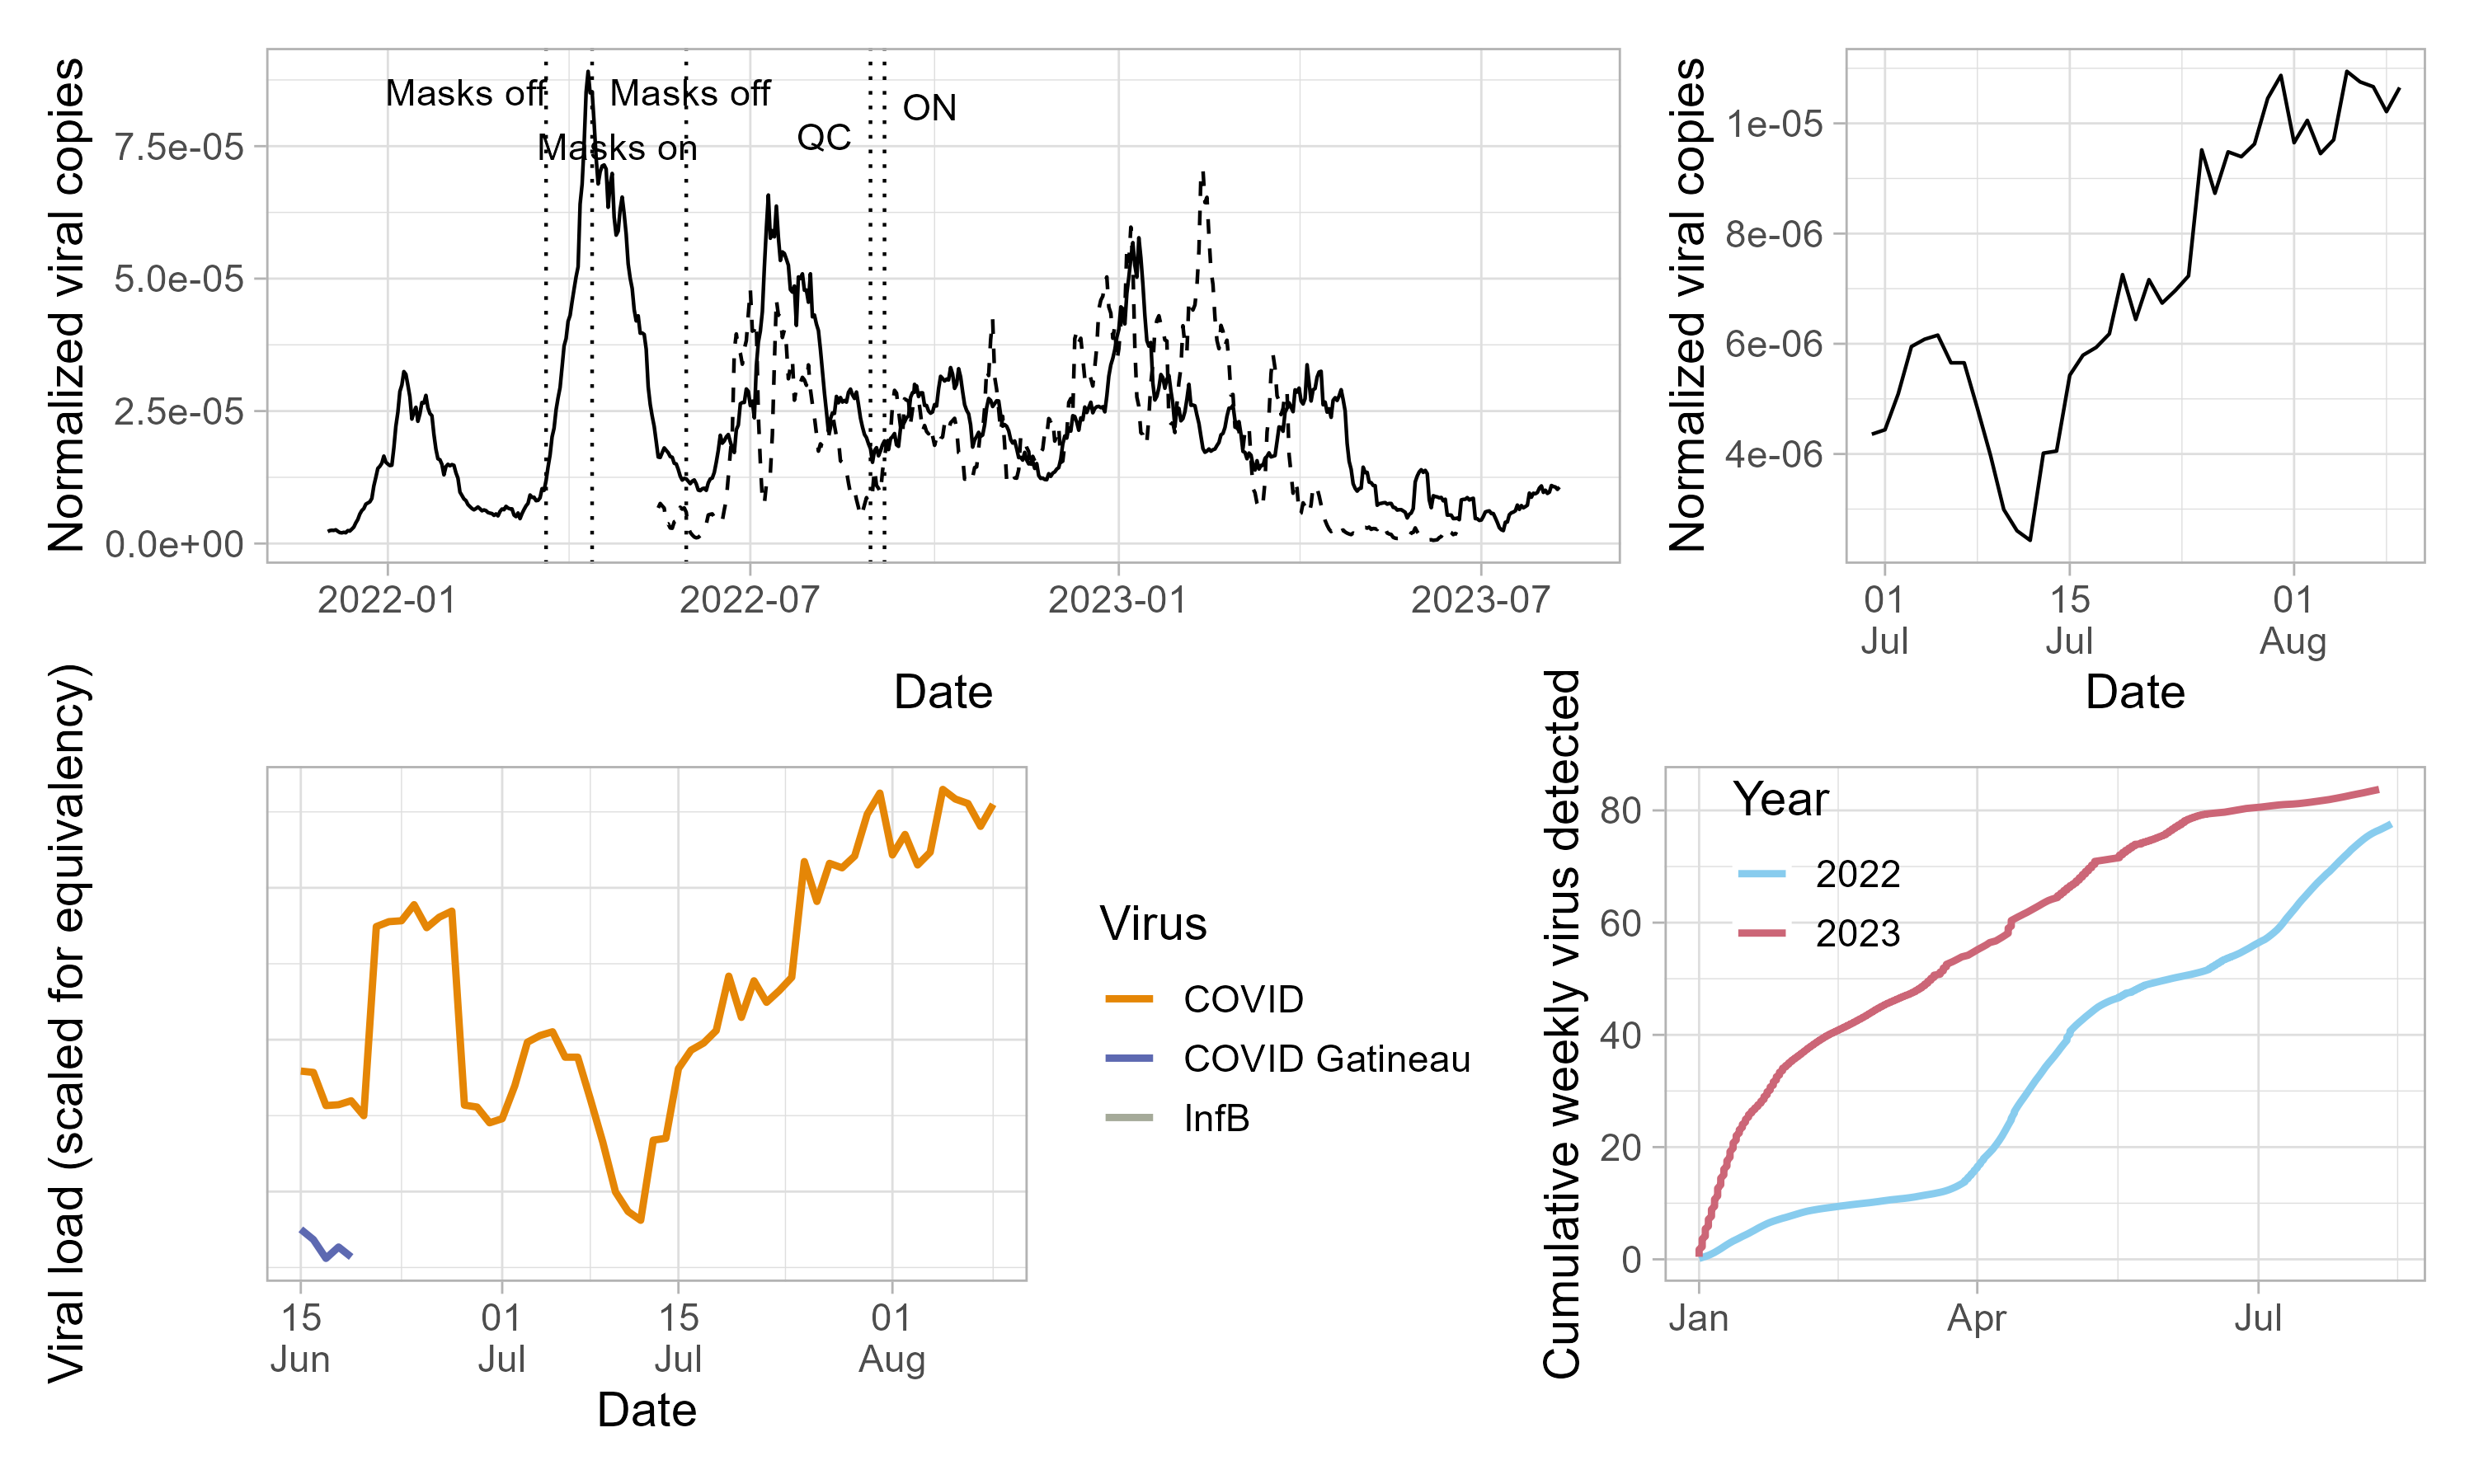 Normalized viral copies
7.5e-05
5.0e-05
2.5e-05
0.0e+00
Masks off
Masks on
Masks off
QC
ON
2022-01
2022-07
2023-01
2023-07
Date
Normalized viral copies
1e-05
8e-06
6e-06
4e-06
01
Jul
15
Jul
01
Aug
Date
Viral load (scaled for equivalency)
15
Jun
01
Jul
15
Jul
01
Aug
Date
Virus
COVID
COVID Gatineau
InfB
Cumulative weekly virus detected
80
60
40
20
0
Year
2022
2023
Jan
Apr
Jul